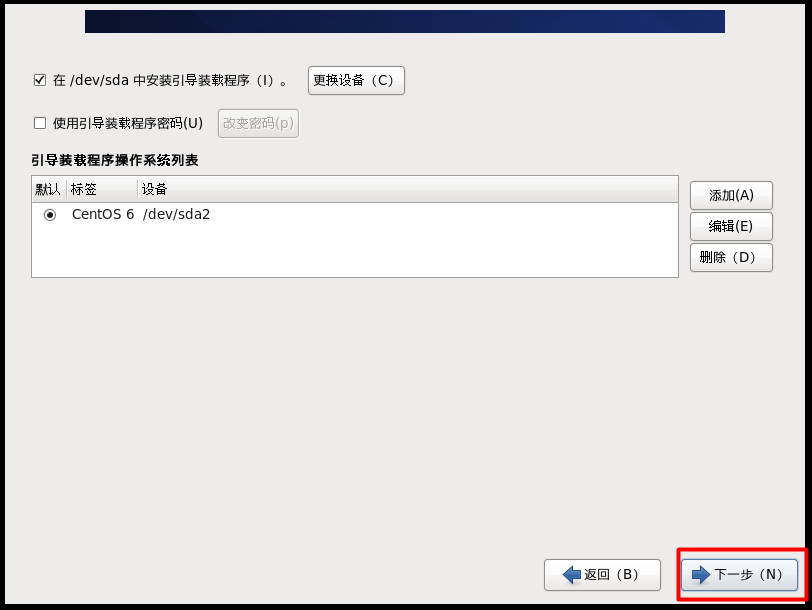 在 /dev/sda 中安装引导装载程序（I）。 更换设备（C）
使用引导装载程序密码(U) 改变密码(p)
引导装载程序操作系统列表
默认 标签 设备
CentOS 6 /dev/sda2
添加(A)
编辑(E)
删除（D）
返回（B） 下一步（N）